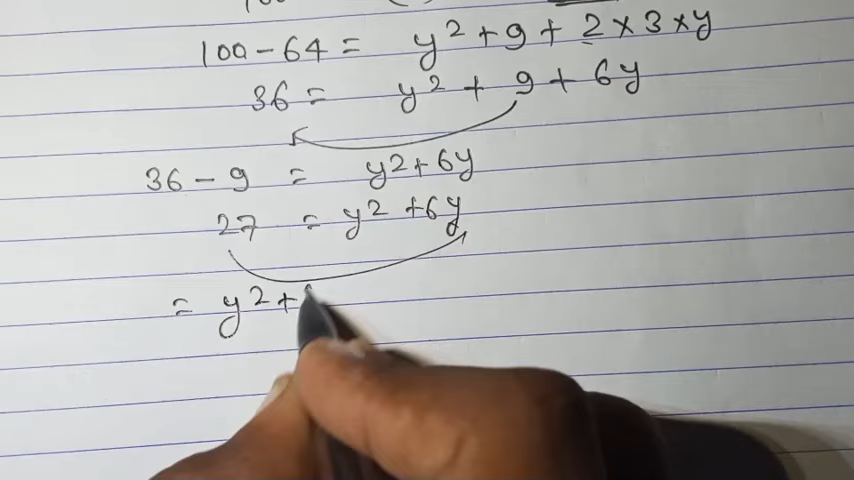 100 - 64 = y² + 9 + 2 × 3 × y
36 = y² + 9 + 6y
36 - 9 = y² + 6y
27 = y² + 6y
= y² +